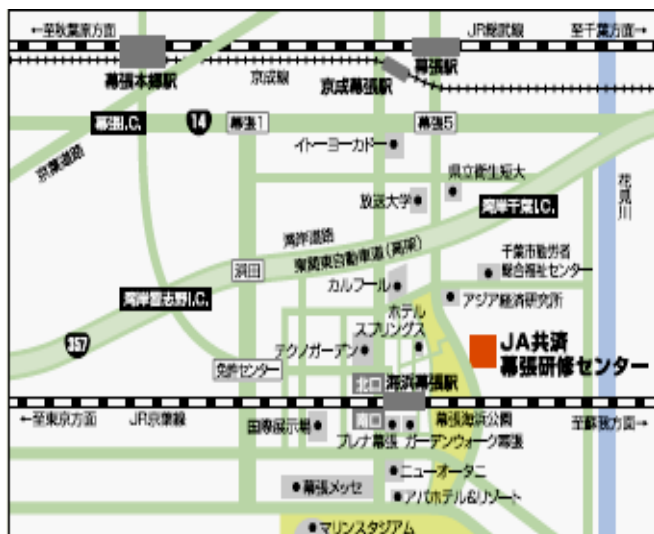 ←至秋葉原方面
JR総武線
至千葉方面→
幕張本郷駅
京成線
京成幕張駅
幕張駅
幕張I.C.
14
幕張1
幕張5
京葉道路
イトーヨーカドー
県立衛生短大
放送大学
湾岸千葉I.C.
花見川
湾岸道路
東関東自動車道(高架)
浜田
千葉市勤労者
総合福祉センター
湾岸習志野I.C.
カルフール
アジア経済研究所
ホテル
スプリングス
357
テクノガーデン
JA共済
幕張研修センター
免許センター
北口
海浜幕張駅
←至東京方面
JR京葉線
国際展示場
南口
幕張海浜公園
至蘇我方面→
プレナ幕張
ガーデンウォーク幕張
ニューオータニ
幕張メッセ
アパホテル&リゾート
マリンスタジアム